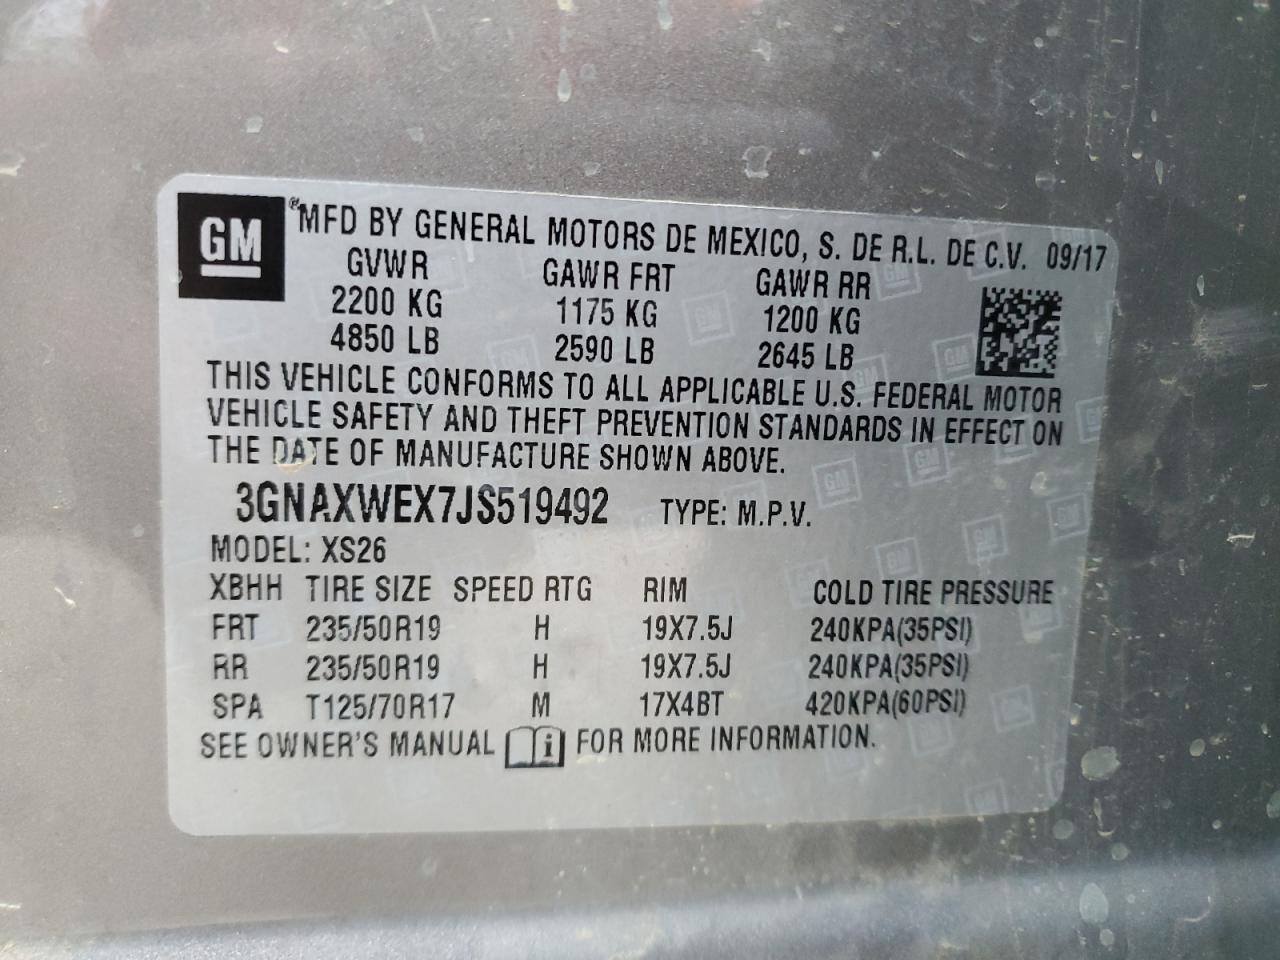 GM ® MFD BY GENERAL MOTORS DE MEXICO, S. DE R.L. DE C.V. 09/17
GVWR GAWR FRT GAWR RR
2200 KG 1175 KG 1200 KG
4850 LB 2590 LB 2645 LB
THIS VEHICLE CONFORMS TO ALL APPLICABLE U.S. FEDERAL MOTOR
VEHICLE SAFETY AND THEFT PREVENTION STANDARDS IN EFFECT ON
THE DATE OF MANUFACTURE SHOWN ABOVE.
3GNAXWEX7JS519492 TYPE: M.P.V.
MODEL: XS26
XBHH TIRE SIZE SPEED RTG RIM COLD TIRE PRESSURE
FRT 235/50R19 H 19X7.5J 240KPA(35PSI)
RR 235/50R19 H 19X7.5J 240KPA(35PSI)
SPA T125/70R17 M 17X4BT 420KPA(60PSI)
SEE OWNER'S MANUAL i FOR MORE INFORMATION.